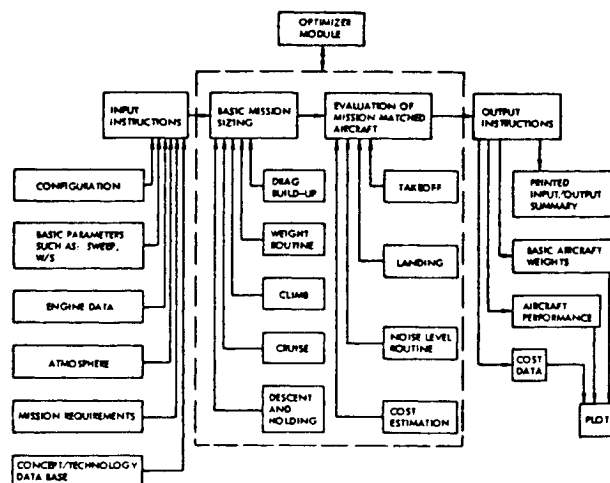 OPTIMIZER
MODULE
INPUT
INSTRUCTIONS
BASIC MISSION
SIZING
EVALUATION OF
MISSION MATCHED
AIRCRAFT
OUTPUT
INSTRUCTIONS
CONFIGURATION
BASIC PARAMETERS
SUCH AS: SWEEP,
W/S
ENGINE DATA
ATMOSPHERE
MISSION REQUIREMENTS
CONCEPT/TECHNOLOGY
DATA BASE
DRAG
BUILD-UP
WEIGHT
ROUTINE
CLIMB
CRUISE
DESCENT
AND
HOLDING
TAKEOFF
LANDING
NOISE LEVEL
ROUTINE
COST
ESTIMATION
PRINTED
INPUT/OUTPUT
SUMMARY
BASIC AIRCRAFT
WEIGHTS
AIRCRAFT
PERFORMANCE
COST
DATA
PLOT